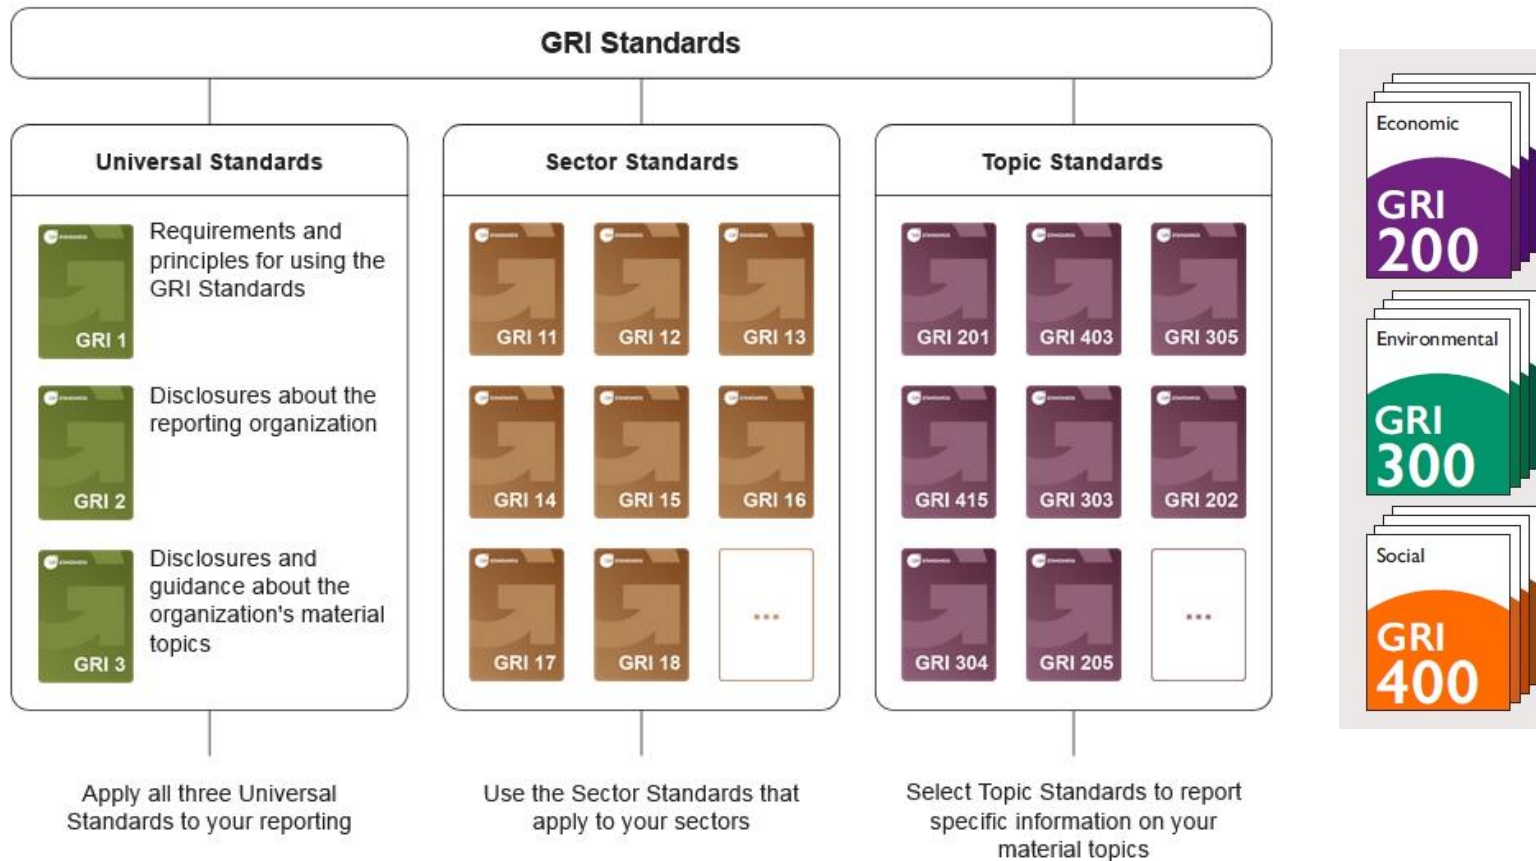 GRI Standards
Universal Standards
GRI 1
Requirements and
principles for using the
GRI Standards
GRI 2
Disclosures about the
reporting organization
GRI 3
Disclosures and
guidance about the
organization's material
topics
Apply all three Universal
Standards to your reporting
Sector Standards
GRI 11
GRI 12
GRI 13
GRI 14
GRI 15
GRI 16
GRI 17
GRI 18
...
Use the Sector Standards that
apply to your sectors
Topic Standards
GRI 201
GRI 403
GRI 305
GRI 415
GRI 303
GRI 202
GRI 304
GRI 205
...
Select Topic Standards to report
specific information on your
material topics
Economic
GRI
200
Environmental
GRI
300
Social
GRI
400